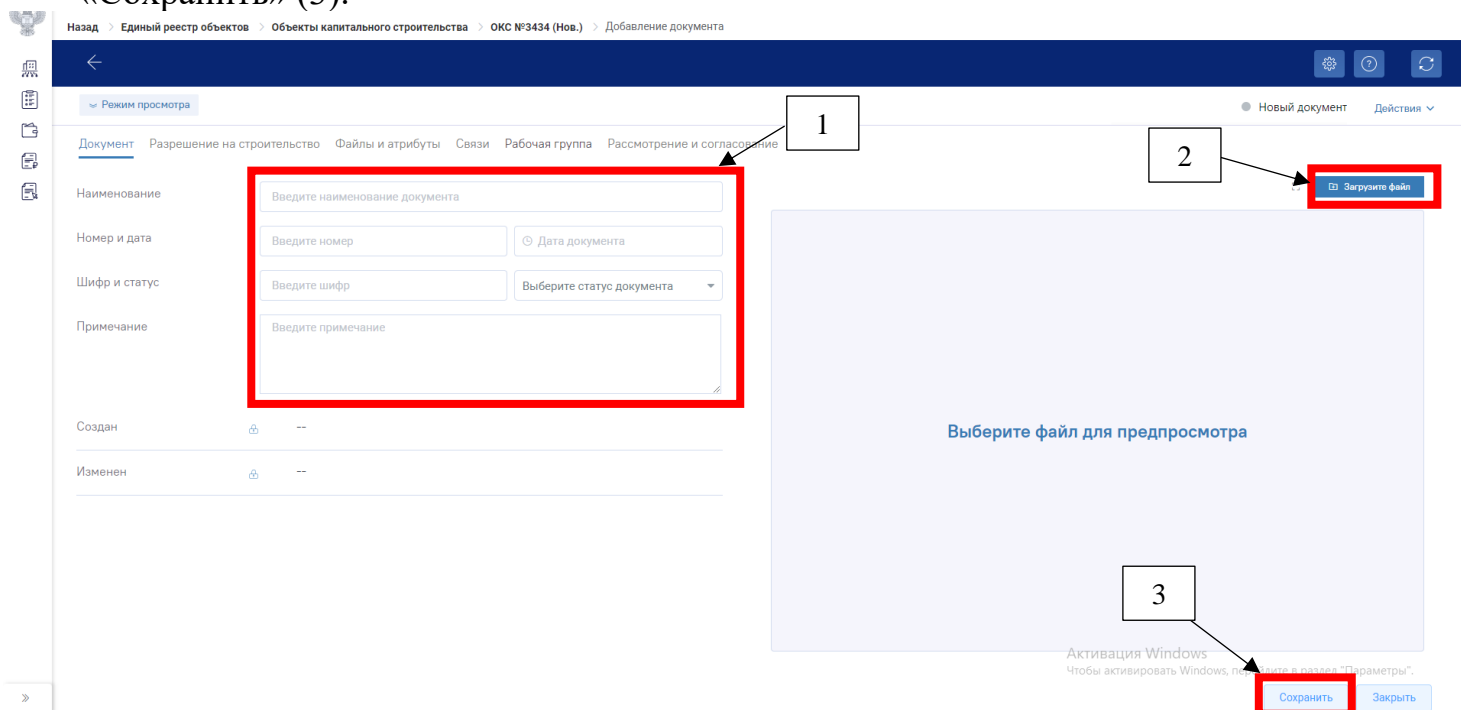 «Сохранить» (3).
Назад > Единый реестр объектов > Объекты капитального строительства > ОКС №3434 (Нов.) > Добавление документа
Режим просмотра
Новый документ Действия
1
Документ Разрешение на строительство Файлы и атрибуты Связи Рабочая группа Рассмотрение и согласование
2
Наименование Введите наименование документа
Загрузите файл
Номер и дата Введите номер Дата документа
Шифр и статус Введите шифр Выберите статус документа
Примечание Введите примечание
Создан --
Выберите файл для предпросмотра
Изменен --
3
Активация Windows
Чтобы активировать Windows, перейдите в раздел "Параметры".
Сохранить Закрыть